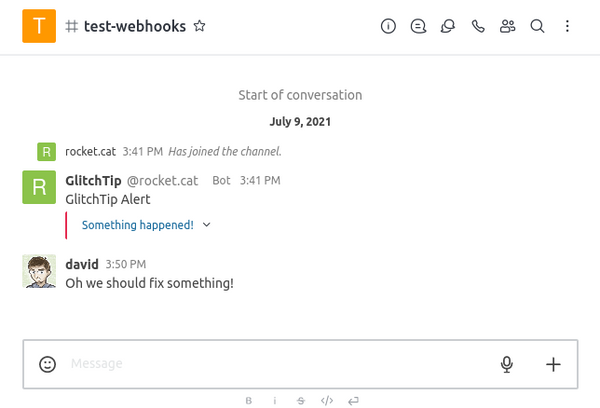 T # test-webhooks
Start of conversation
July 9, 2021
R rocket.cat 3:41 PM Has joined the channel.
R GlitchTip @rocket.cat Bot 3:41 PM
GlitchTip Alert
Something happened!
david 3:50 PM
Oh we should fix something!
Message
B i S </>